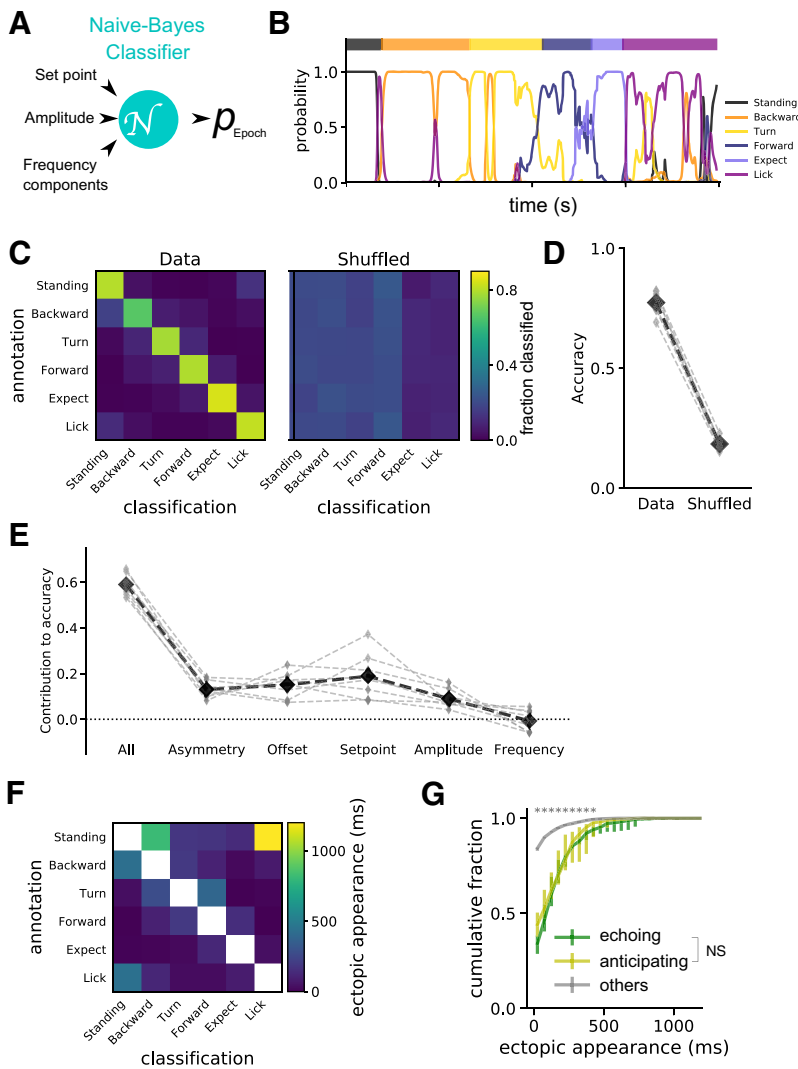 A
Naive-Bayes
Classifier
Set point
Amplitude
Frequency
components
N
pEpoch
B
probability
1.0
0.5
0.0
time (s)
Standing
Backward
Turn
Forward
Expect
Lick
C
Data
Shuffled
annotation
Standing
Backward
Turn
Forward
Expect
Lick
Standing
Backward
Turn
Forward
Expect
Lick
classification
Standing
Backward
Turn
Forward
Expect
Lick
classification
0.8
0.4
0.0
fraction classified
D
Accuracy
1.0
0.5
0.0
Data
Shuffled
E
Contribution to accuracy
0.6
0.4
0.2
0.0
All
Asymmetry
Offset
Setpoint
Amplitude
Frequency
F
annotation
Standing
Backward
Turn
Forward
Expect
Lick
Standing
Backward
Turn
Forward
Expect
Lick
classification
1000
500
0
ectopic appearance (ms)
G
cumulative fraction
1.0
0.5
0.0
**********
echoing
anticipating
others
NS
0
500
1000
ectopic appearance (ms)